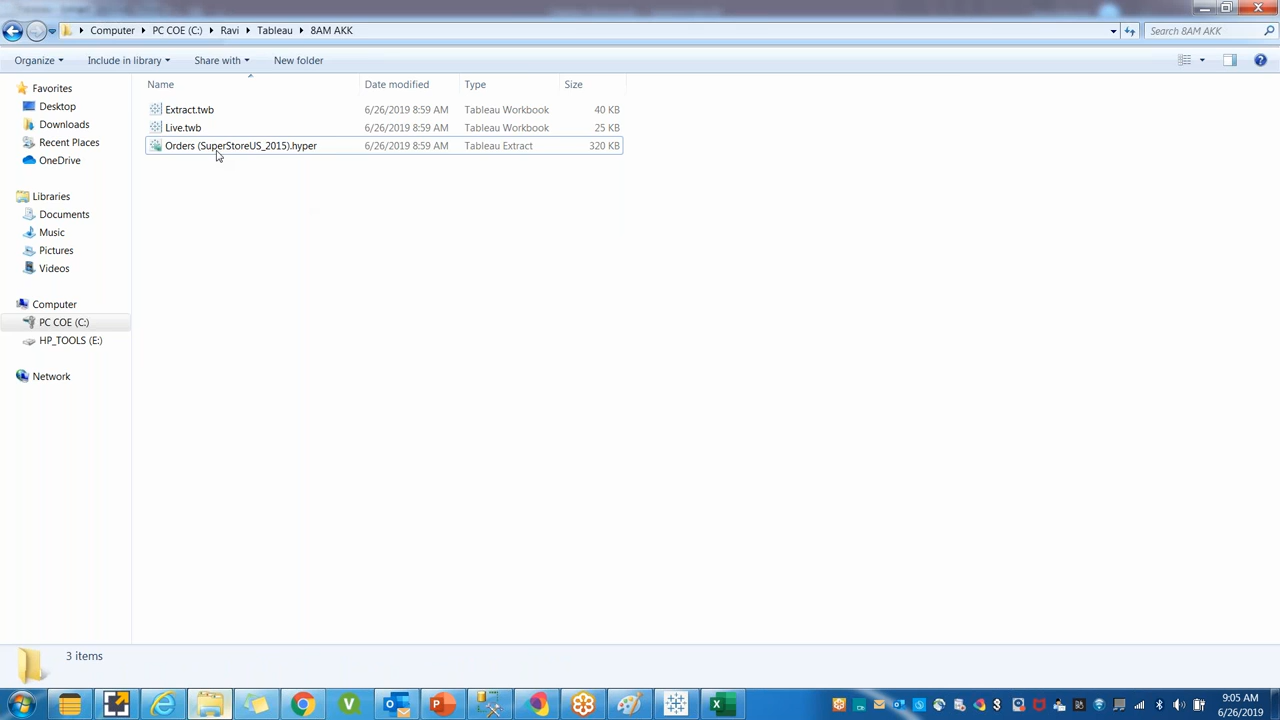 Computer PC COE (C:) Ravi Tableau 8AM AKK
Search 8AM AKK
Organize Include in library Share with New folder
Favorites
Desktop
Downloads
Recent Places
OneDrive
Libraries
Documents
Music
Pictures
Videos
Computer
PC COE (C:)
HP_TOOLS (E:)
Network
Name Date modified Type Size
Extract.twb 6/26/2019 8:59 AM Tableau Workbook 40 KB
Live.twb 6/26/2019 8:59 AM Tableau Workbook 25 KB
Orders (SuperStoreUS_2015).hyper 6/26/2019 8:59 AM Tableau Extract 320 KB
3 items
9:05 AM
6/26/2019